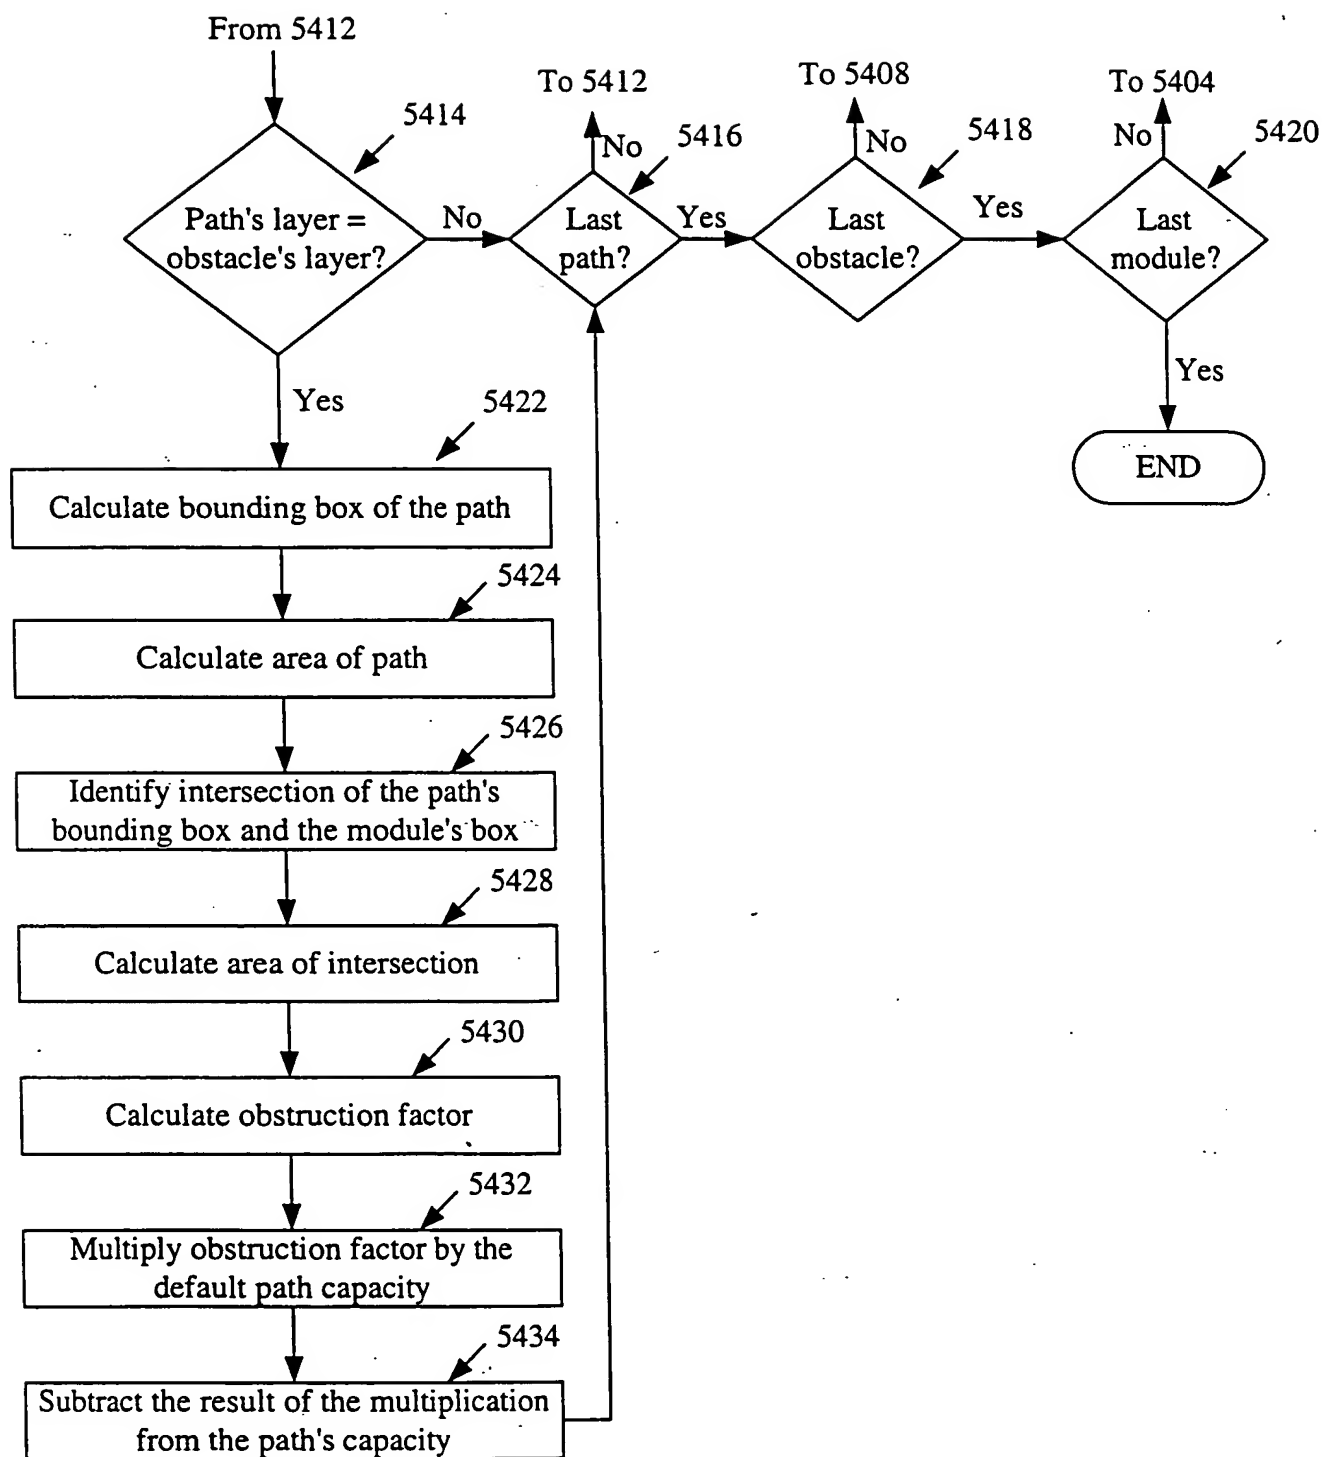 From 5412
To 5412
To 5408
To 5404
5414
5416
5418
5420
No
No
No
Path's layer =
obstacle's layer?
No
Last
path?
Yes
Last
obstacle?
Yes
Last
module?
Yes
Yes
END
5422
Calculate bounding box of the path
5424
Calculate area of path
5426
Identify intersection of the path's
bounding box and the module's box
5428
Calculate area of intersection
5430
Calculate obstruction factor
5432
Multiply obstruction factor by the
default path capacity
5434
Subtract the result of the multiplication
from the path's capacity